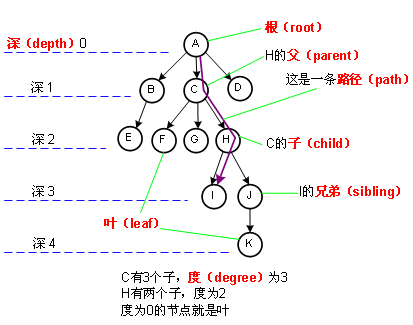 根（root）
深（depth）0
A
H的父（parent）
这是一条路径（path）
深 1
B
C
D
深 2
E
F
G
H
C的子（child）
深 3
I
J
I的兄弟（sibling）
叶（leaf）
深 4
K
C有3个子，度（degree）为3
H有两个子，度为2
度为0的节点就是叶